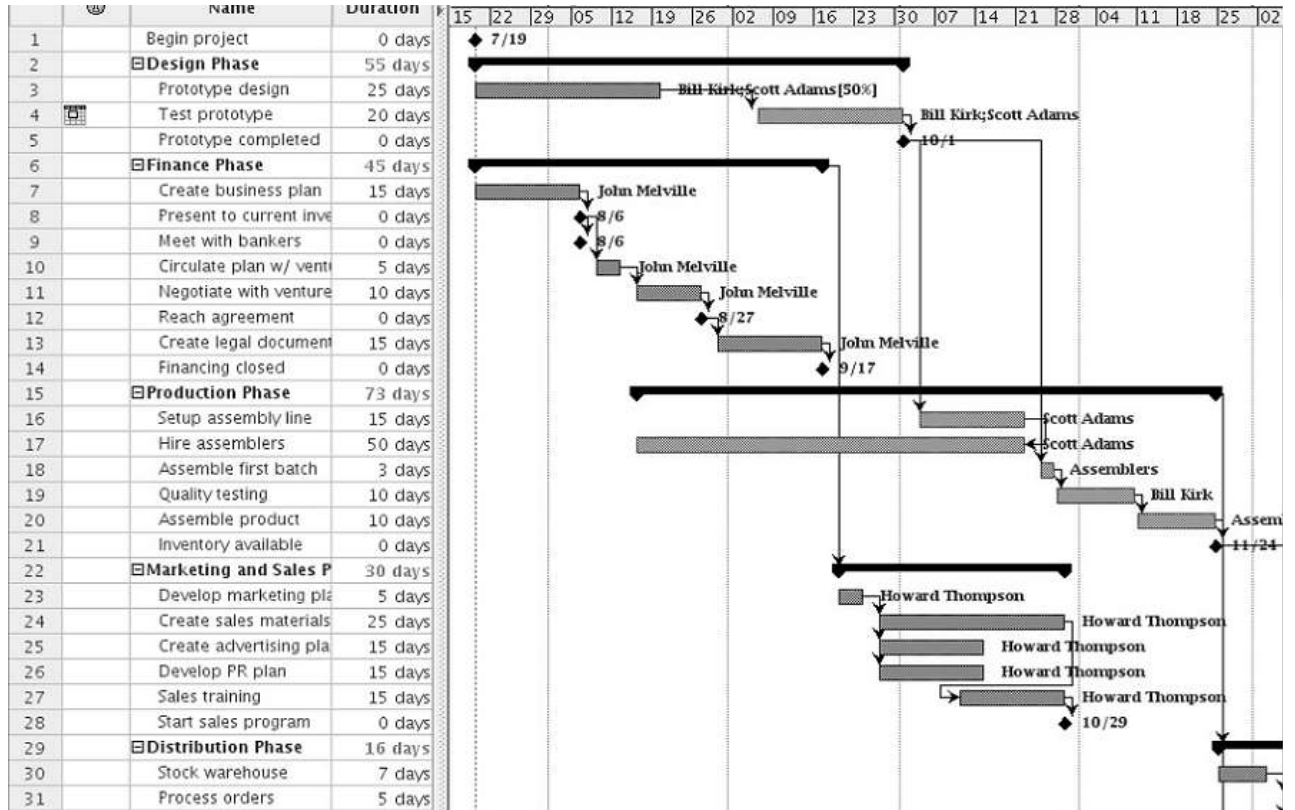 Name Duration 15 22 29 05 12 19 26 02 09 16 23 30 07 14 21 28 04 11 18 25 02
1 Begin project 0 days 7/19
2 Design Phase 55 days
3 Prototype design 25 days Bill Kirk;Scott Adams[50%]
4 Test prototype 20 days Bill Kirk;Scott Adams
5 Prototype completed 0 days 10/1
6 Finance Phase 45 days
7 Create business plan 15 days John Melville
8 Present to current inve 0 days 8/6
9 Meet with bankers 0 days 8/6
10 Circulate plan w/ vent 5 days John Melville
11 Negotiate with venture 10 days John Melville
12 Reach agreement 0 days 8/27
13 Create legal document 15 days John Melville
14 Financing closed 0 days 9/17
15 Production Phase 73 days
16 Setup assembly line 15 days Scott Adams
17 Hire assemblers 50 days Scott Adams
18 Assemble first batch 3 days Assemblers
19 Quality testing 10 days Bill Kirk
20 Assemble product 10 days Assem
21 Inventory available 0 days 11/24
22 Marketing and Sales P 30 days
23 Develop marketing pla 5 days Howard Thompson
24 Create sales materials 25 days Howard Thompson
25 Create advertising pla 15 days Howard Thompson
26 Develop PR plan 15 days Howard Thompson
27 Sales training 15 days Howard Thompson
28 Start sales program 0 days 10/29
29 Distribution Phase 16 days
30 Stock warehouse 7 days
31 Process orders 5 days